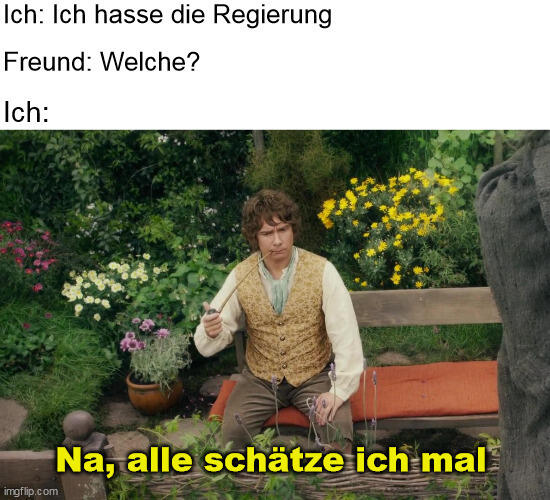 Ich: Ich hasse die Regierung
Freund: Welche?
Ich:
Na, alle schätze ich mal
imgflip.com